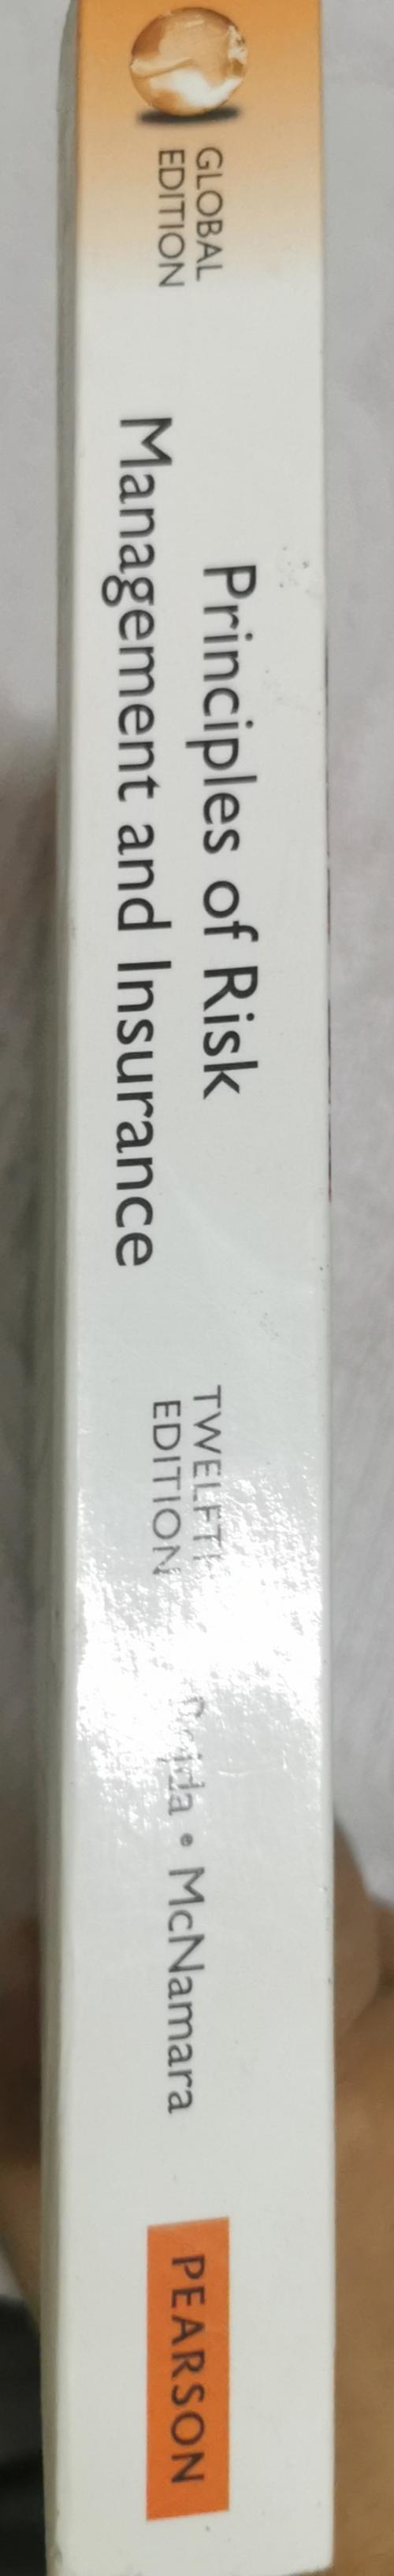 GLOBAL
EDITION
Principles of Risk
Management and Insurance
TWELFTH
EDITION
• McNamara
PEARSON